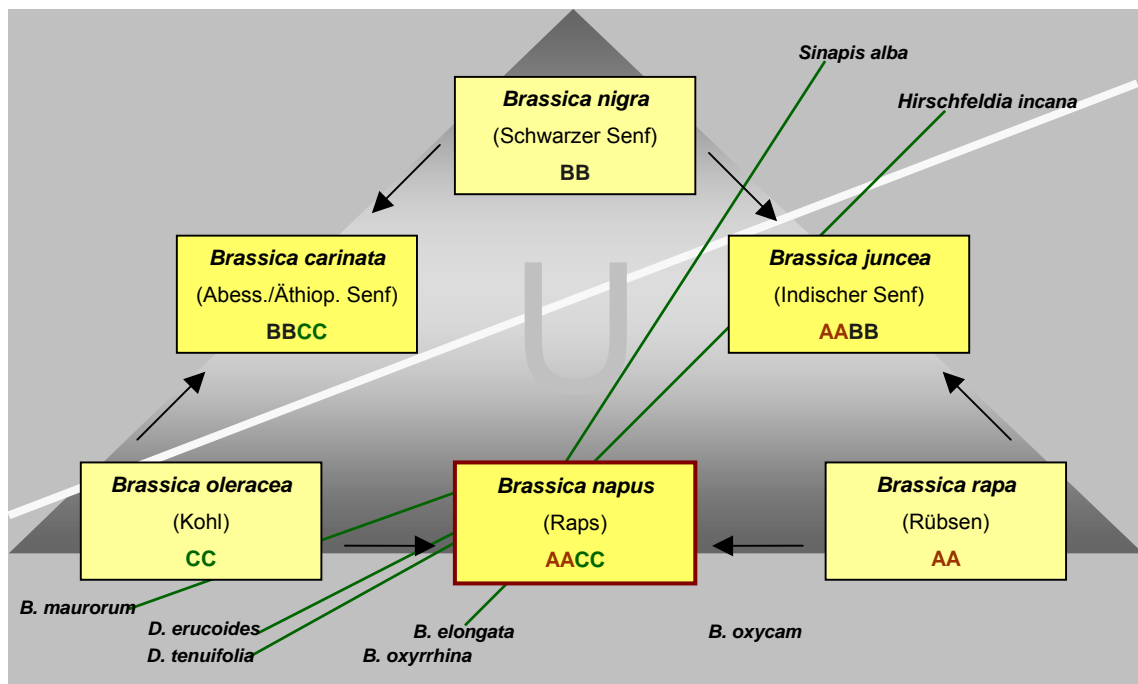 Sinapis alba
Hirschfeldia incana
Brassica nigra
(Schwarzer Senf)
BB
Brassica carinata
(Abess./Äthiop. Senf)
BBCC
U
Brassica juncea
(Indischer Senf)
AABB
Brassica oleracea
(Kohl)
CC
Brassica napus
(Raps)
AACC
Brassica rapa
(Rübsen)
AA
B. maurorum
D. erucoides
D. tenuifolia
B. elongata
B. oxyrrhina
B. oxycam